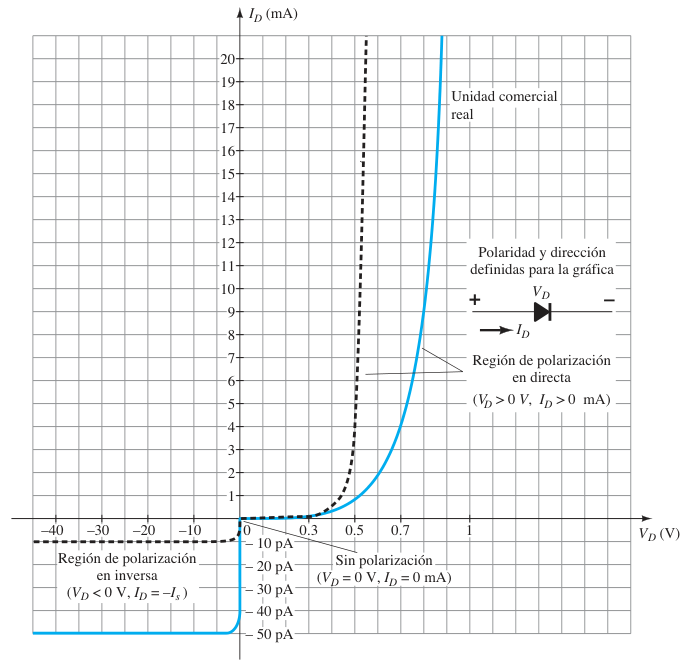 I_D (mA)
20
19
18
17
16
15
14
13
12
11
10
9
8
7
6
5
4
3
2
1
Unidad comercial
real
Polaridad y dirección
definidas para la gráfica
V_D
+ –
I_D
Región de polarización
en directa
(V_D > 0 V, I_D > 0 mA)
–40 –30 –20 –10 0 0.3 0.5 0.7 1
V_D (V)
– 10 pA
– 20 pA
– 30 pA
– 40 pA
– 50 pA
Región de polarización
en inversa
(V_D < 0 V, I_D = –I_s)
Sin polarización
(V_D = 0 V, I_D = 0 mA)